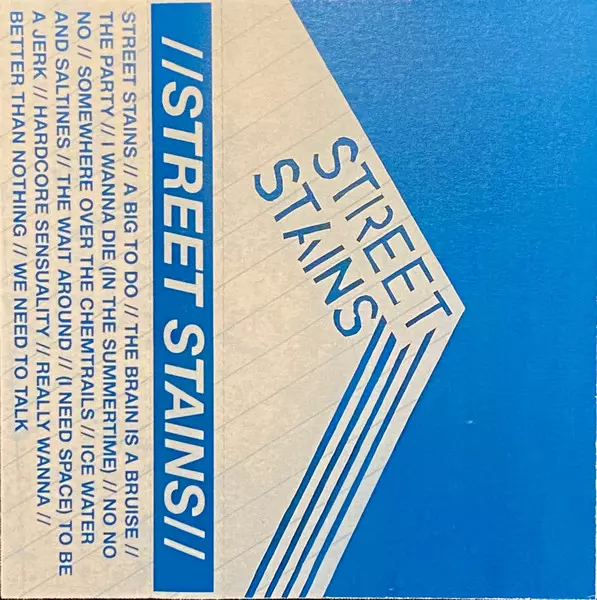 STREET
STAINS
//STREET STAINS//
STREET STAINS // A BIG TO DO // THE BRAIN IS A BRUISE //
THE PARTY // I WANNA DIE (IN THE SUMMERTIME) // NO NO
NO // SOMEWHERE OVER THE CHEMTRAILS // ICE WATER
AND SALTINES // THE WAIT AROUND // (I NEED SPACE) TO BE
A JERK // HARDCORE SENSUALITY // REALLY WANNA //
BETTER THAN NOTHING // WE NEED TO TALK